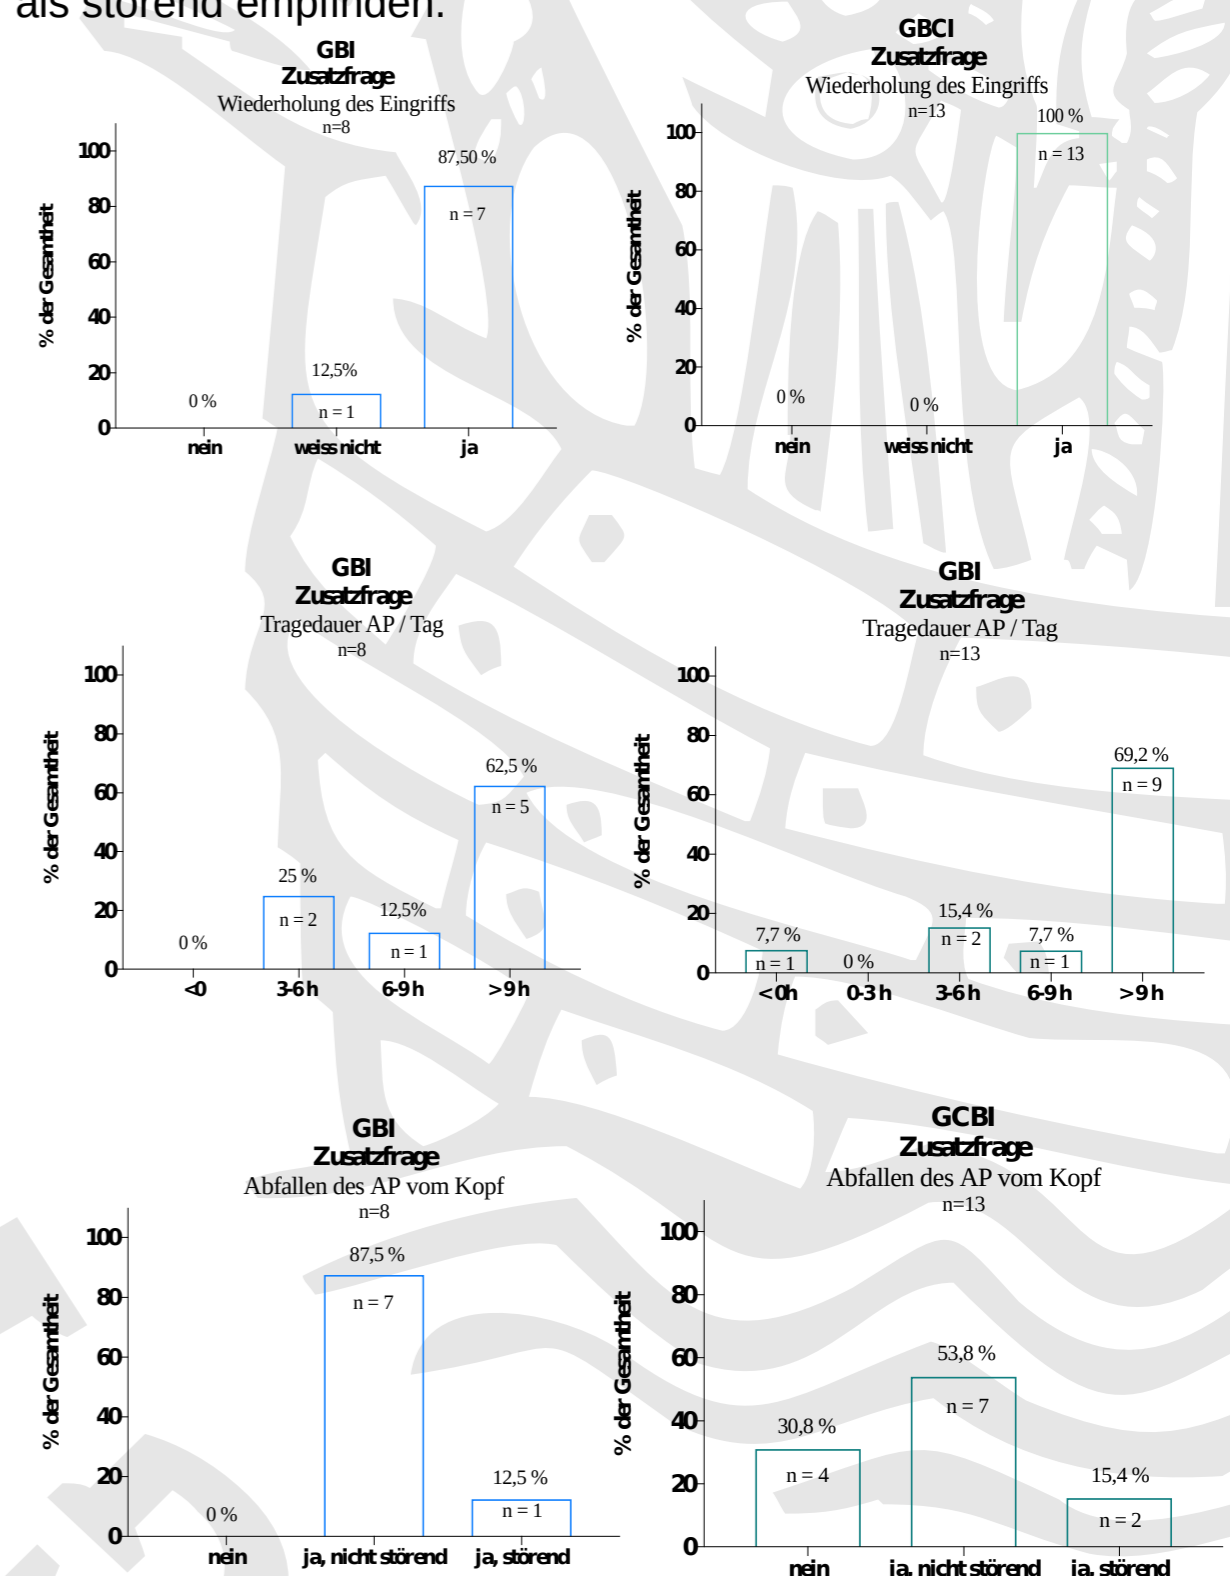 als störend empfinden.
GBI
Zusatzfrage
Wiederholung des Eingriffs
n=8
% der Gesamtheit
100
80
60
40
20
0
0 %
12,5%
n = 1
87,50 %
n = 7
nein
weiss nicht
ja
GBCI
Zusatzfrage
Wiederholung des Eingriffs
n=13
% der Gesamtheit
100
80
60
40
20
0
0 %
0 %
100 %
n = 13
nein
weiss nicht
ja
GBI
Zusatzfrage
Tragedauer AP / Tag
n=8
% der Gesamtheit
100
80
60
40
20
0
0 %
25 %
n = 2
12,5%
n = 1
62,5 %
n = 5
<0
3-6 h
6-9 h
> 9 h
GBI
Zusatzfrage
Tragedauer AP / Tag
n=13
% der Gesamtheit
100
80
60
40
20
0
7,7 %
n = 1
0 %
15,4 %
n = 2
7,7 %
n = 1
69,2 %
n = 9
< 0h
0-3 h
3-6 h
6-9 h
> 9 h
GBI
Zusatzfrage
Abfallen des AP vom Kopf
n=8
% der Gesamtheit
100
80
60
40
20
0
0 %
87,5 %
n = 7
12,5 %
n = 1
nein
ja, nicht störend
ja, störend
GCBI
Zusatzfrage
Abfallen des AP vom Kopf
n=13
% der Gesamtheit
100
80
60
40
20
0
30,8 %
n = 4
53,8 %
n = 7
15,4 %
n = 2
nein
ja, nicht störend
ja, störend